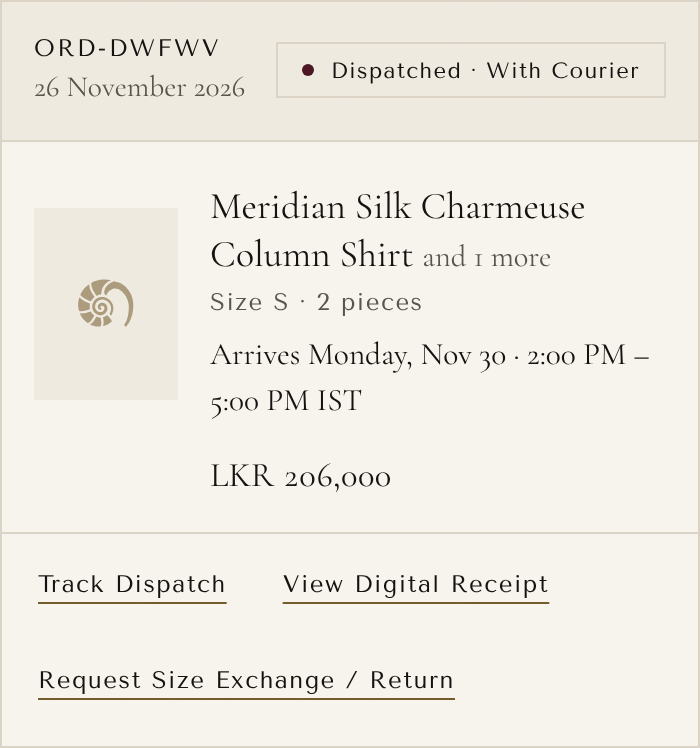 ORD-DWFWV
26 November 2026
Dispatched · With Courier
Meridian Silk Charmeuse
Column Shirt and 1 more
Size S · 2 pieces
Arrives Monday, Nov 30 · 2:00 PM –
5:00 PM IST
LKR 206,000
Track Dispatch
View Digital Receipt
Request Size Exchange / Return